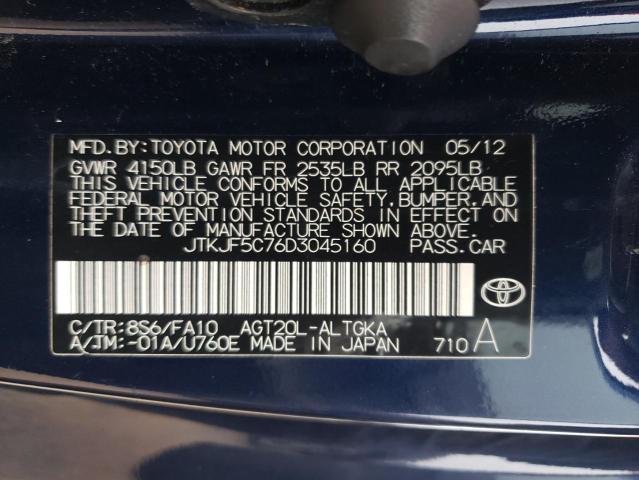 MFD. BY: TOYOTA MOTOR CORPORATION 05/12
GVWR 4150LB GAWR FR 2535LB RR 2095LB
THIS VEHICLE CONFORMS TO ALL APPLICABLE
FEDERAL MOTOR VEHICLE SAFETY, BUMPER, AND
THEFT PREVENTION STANDARDS IN EFFECT ON
THE DATE OF MANUFACTURE SHOWN ABOVE.
JTKJF5C76D3045160 PASS. CAR
C/TR: 8S6/FA10 AGT20L-ALTGKA
A/TM: -01A/U760E MADE IN JAPAN 710 A